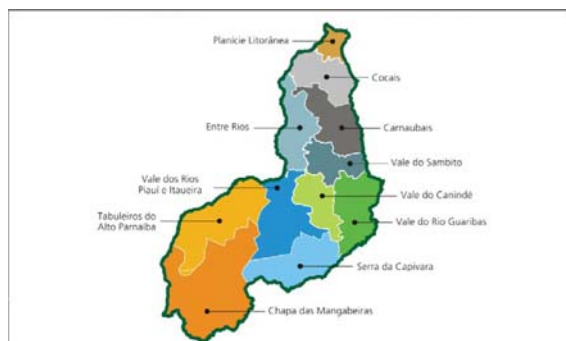 Planície Litorânea
Cocais
Entre Rios
Carnaubais
Vale do Sambito
Vale dos Rios
Piauí e Itaueira
Vale do Canindé
Tabuleiros do
Alto Parnaíba
Vale do Rio Guaribas
Serra da Capivara
Chapa das Mangabeiras